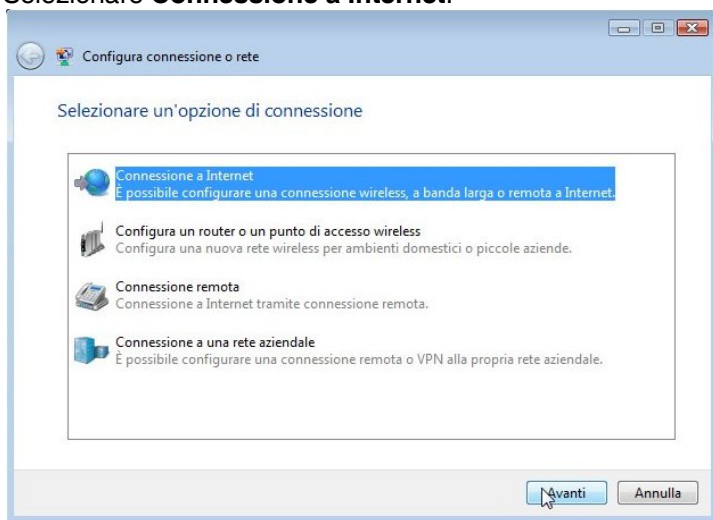 Selezionare Connessione a Internet.
Configura connessione o rete
Selezionare un'opzione di connessione
Connessione a Internet
È possibile configurare una connessione wireless, a banda larga o remota a Internet.
Configura un router o un punto di accesso wireless
Configura una nuova rete wireless per ambienti domestici o piccole aziende.
Connessione remota
Connessione a Internet tramite connessione remota.
Connessione a una rete aziendale
È possibile configurare una connessione remota o VPN alla propria rete aziendale.
Avanti Annulla